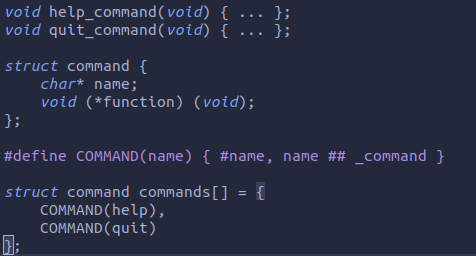 void help_command(void) { ... };
void quit_command(void) { ... };
struct command {
    char* name;
    void (*function) (void);
};
#define COMMAND(name) { #name, name ## _command }
struct command commands[] = {
    COMMAND(help),
    COMMAND(quit)
};